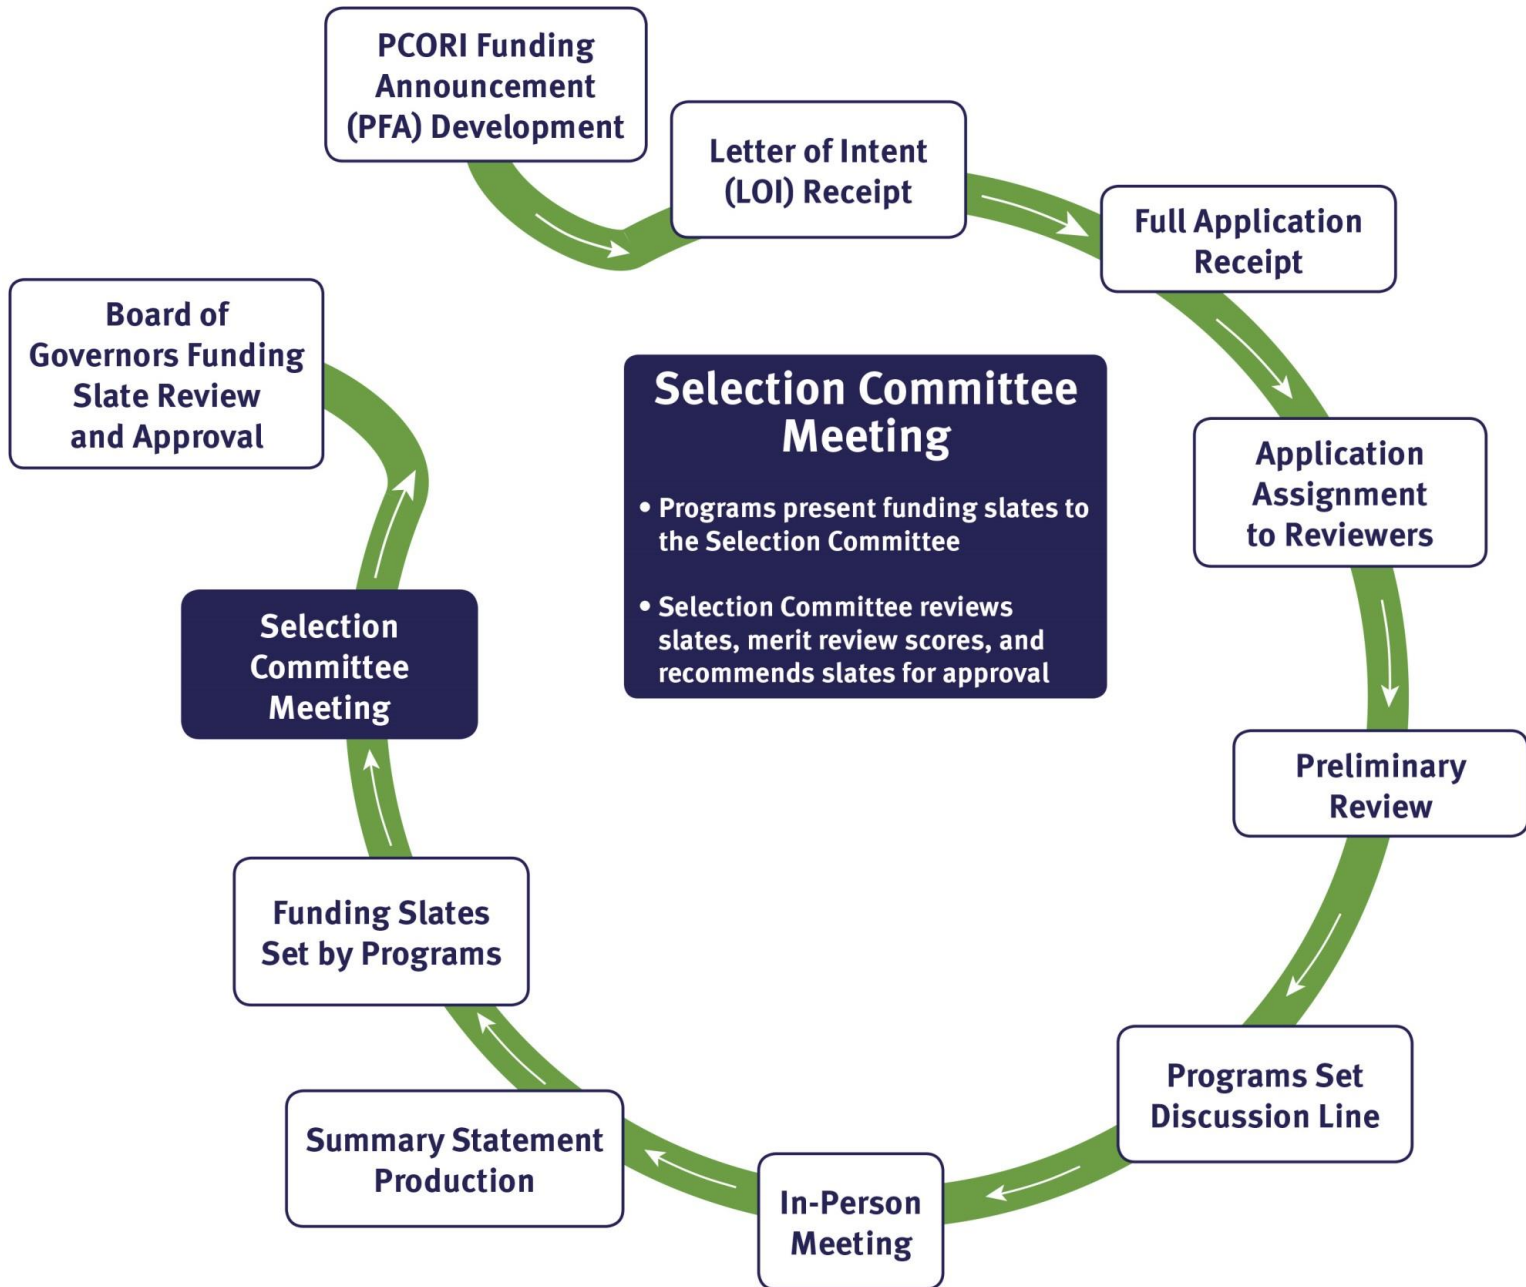 PCORI Funding
Announcement
(PFA) Development
Letter of Intent
(LOI) Receipt
Full Application
Receipt
Application
Assignment
to Reviewers
Preliminary
Review
Programs Set
Discussion Line
In-Person
Meeting
Summary Statement
Production
Funding Slates
Set by Programs
Selection
Committee
Meeting
Board of
Governors Funding
Slate Review
and Approval
Selection Committee
Meeting
• Programs present funding slates to
the Selection Committee
• Selection Committee reviews
slates, merit review scores, and
recommends slates for approval